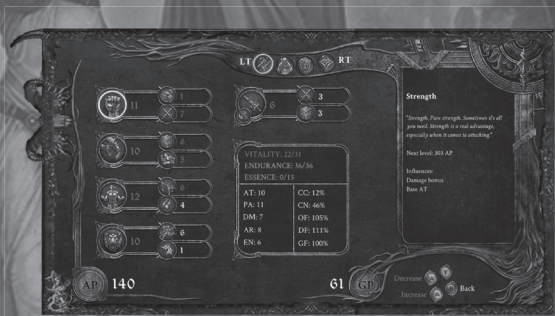 LT RT
11
1
7
6
3
3
10
12
4
10
6
1
VITALITY: 22/31
ENDURANCE: 36/36
ESSENCE: 0/15
AT: 10 CC: 12%
PA: 11 CN: 46%
DM: 7 OF: 105%
AR: 8 DF: 111%
EN: 6 GF: 100%
Strength
"Strength. Pure strength. Sometimes it's all
you need. Strength is a real advantage,
especially when it comes to attacking."
Next level: 303 AP
Influences:
Damage bonus
Base AT
AP 140
61 GP
Decrease
Increase
Back